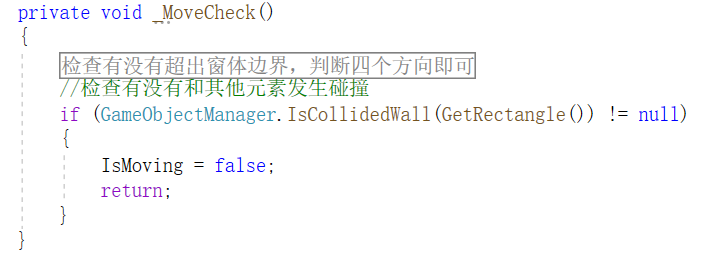 private void _MoveCheck()
{
检查有没有超出窗体边界，判断四个方向即可
//检查有没有和其他元素发生碰撞
if (GameObjectManager.IsCollidedWall(GetRectangle()) != null)
{
IsMoving = false;
return;
}
}